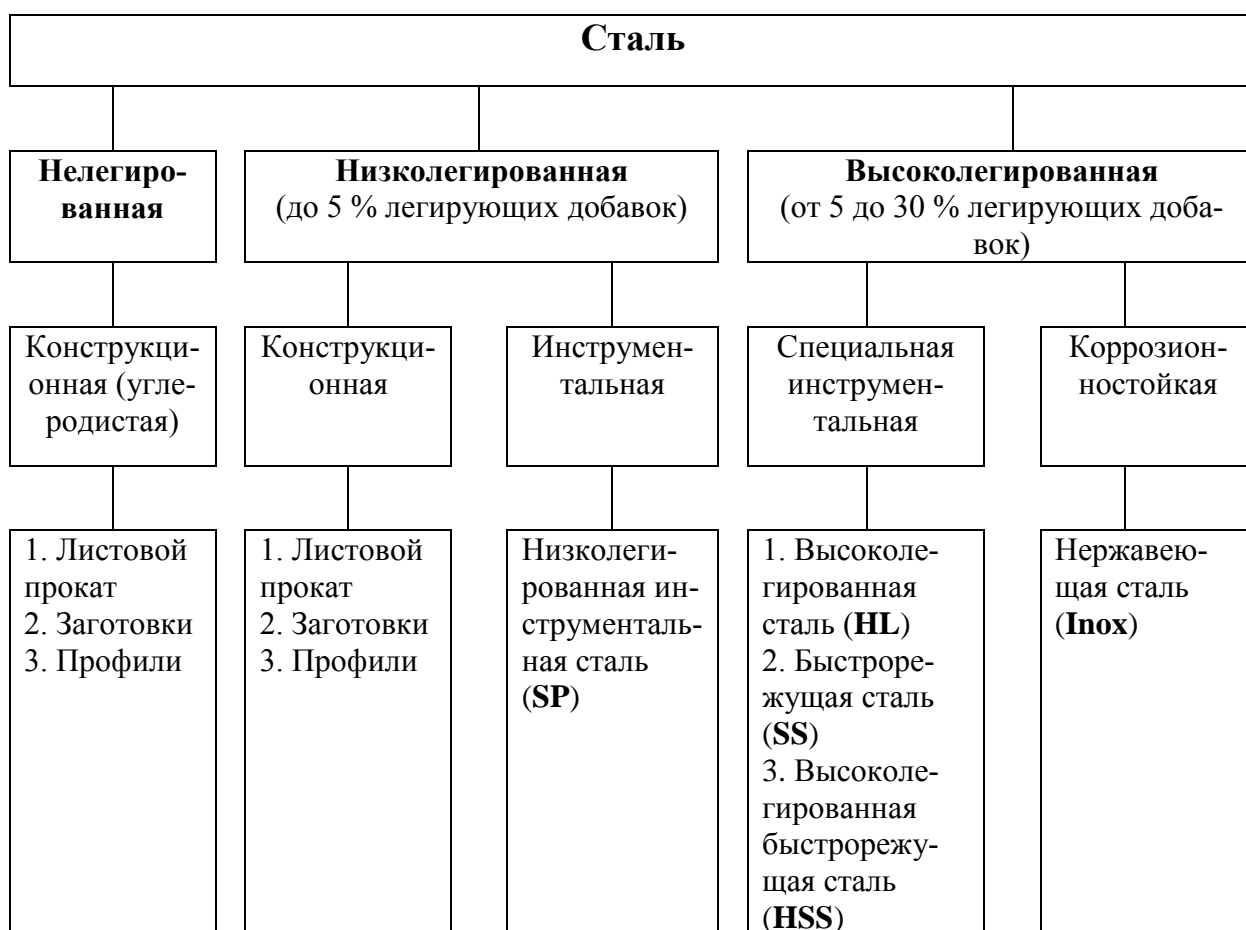 Сталь
Нелегиро-
ванная
Низколегированная
(до 5 % легирующих добавок)
Высоколегированная
(от 5 до 30 % легирующих доба-
вок)
Конструкци-
онная (угле-
родистая)
Конструкци-
онная
Инструмен-
тальная
Специальная
инструмен-
тальная
Коррозион-
ностойкая
1. Листовой
прокат
2. Заготовки
3. Профили
1. Листовой
прокат
2. Заготовки
3. Профили
Низколеги-
рованная ин-
струменталь-
ная сталь
(SP)
1. Высоколе-
гированная
сталь (HL)
2. Быстроре-
жущая сталь
(SS)
3. Высоколе-
гированная
быстрорежу-
щая сталь
(HSS)
Нержавею-
щая сталь
(Inox)